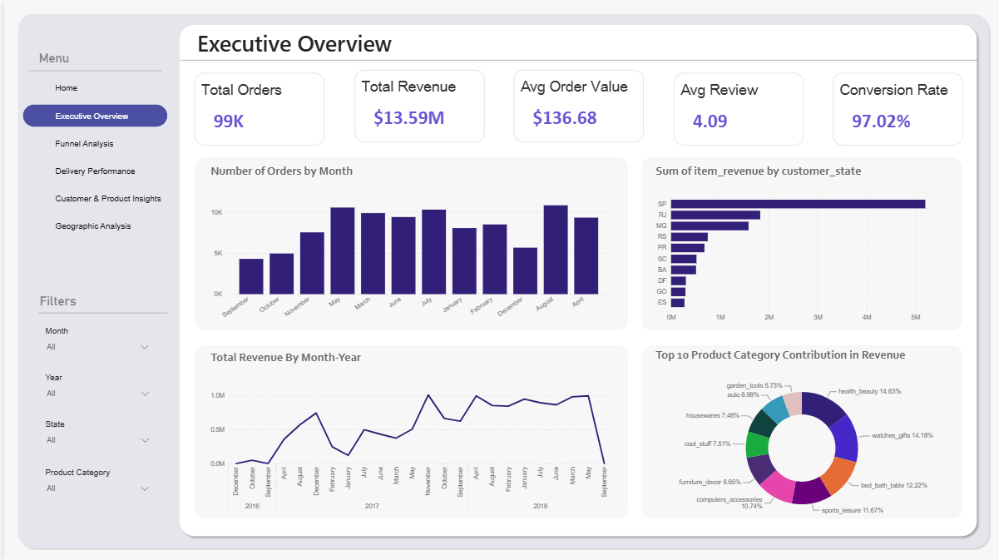 Executive Overview
Menu
Home
Executive Overview
Funnel Analysis
Delivery Performance
Customer & Product Insights
Geographic Analysis
Filters
Month
All
Year
All
State
All
Product Category
All
Total Orders
99K
Total Revenue
$13.59M
Avg Order Value
$136.68
Avg Review
4.09
Conversion Rate
97.02%
Number of Orders by Month
10K
5K
0K
September
October
November
May
March
June
July
January
February
December
August
April
Sum of item_revenue by customer_state
SP
RJ
MG
RS
PR
SC
BA
DF
GO
ES
0M 1M 2M 3M 4M 5M
Total Revenue By Month-Year
1.0M
0.5M
0.0M
December
October
September
April
August
December
February
January
July
June
March
May
November
October
September
April
August
February
January
July
June
March
May
September
2016 2017 2018
Top 10 Product Category Contribution in Revenue
garden_tools 5.73%
auto 6.99%
housewares 7.48%
cool_stuff 7.51%
furniture_decor 8.65%
computers_accessories
10.74%
health_beauty 14.83%
watches_gifts 14.18%
bed_bath_table 12.22%
sports_leisure 11.67%